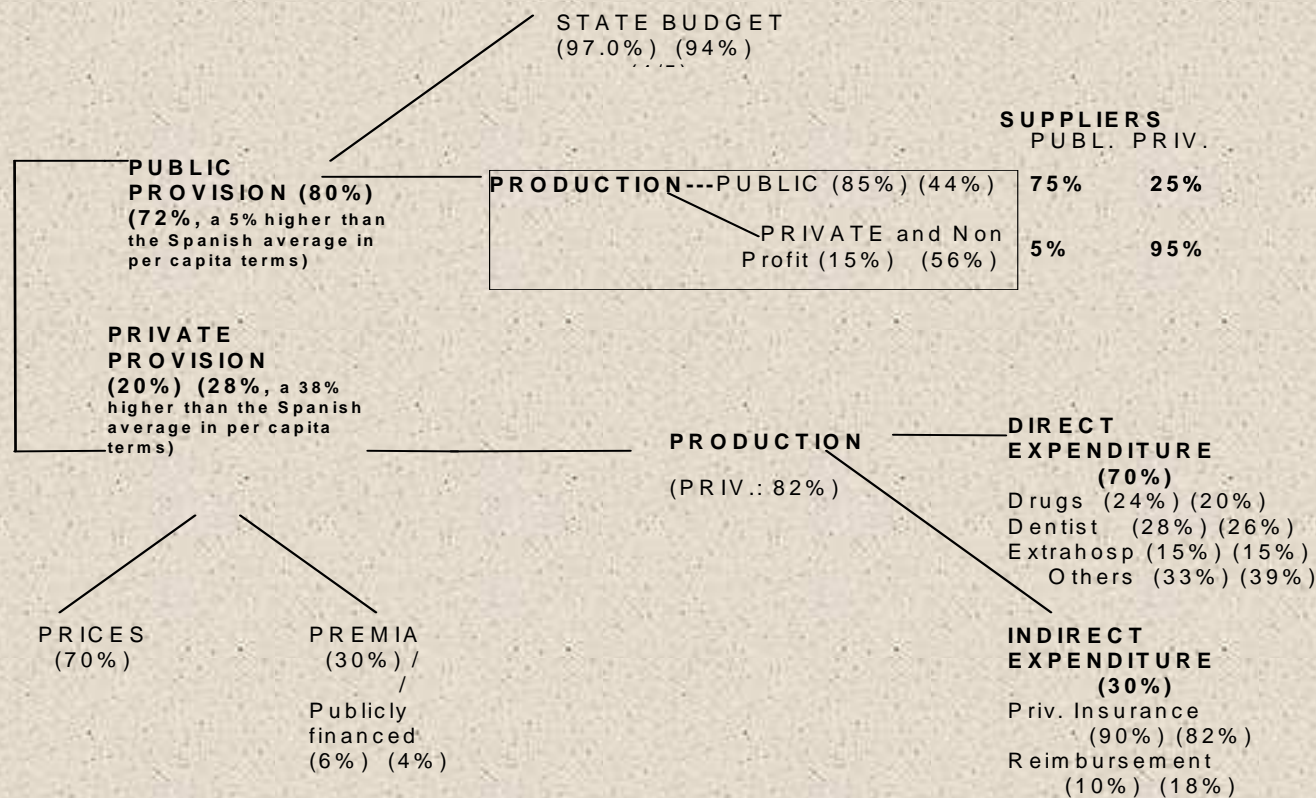 STATE BUDGET
(97.0%) (94%)
SUPPLIERS
PUBL. PRIV.
PUBLIC
PROVISION (80%)
(72%, a 5% higher than
the Spanish average in
per capita terms)
PRODUCTION---PUBLIC (85%) (44%) 75% 25%
PRIVATE and Non
Profit (15%) (56%) 5% 95%
PRIVATE
PROVISION
(20%) (28%, a 38%
higher than the Spanish
average in per capita
terms)
PRODUCTION
(PRIV.: 82%)
DIRECT
EXPENDITURE
(70%)
Drugs (24%) (20%)
Dentist (28%) (26%)
Extrahosp (15%) (15%)
Others (33%) (39%)
PRICES
(70%)
PREMIA
(30%) /
/
Publicly
financed
(6%) (4%)
INDIRECT
EXPENDITURE
(30%)
Priv. Insurance
(90%) (82%)
Reimbursement
(10%) (18%)